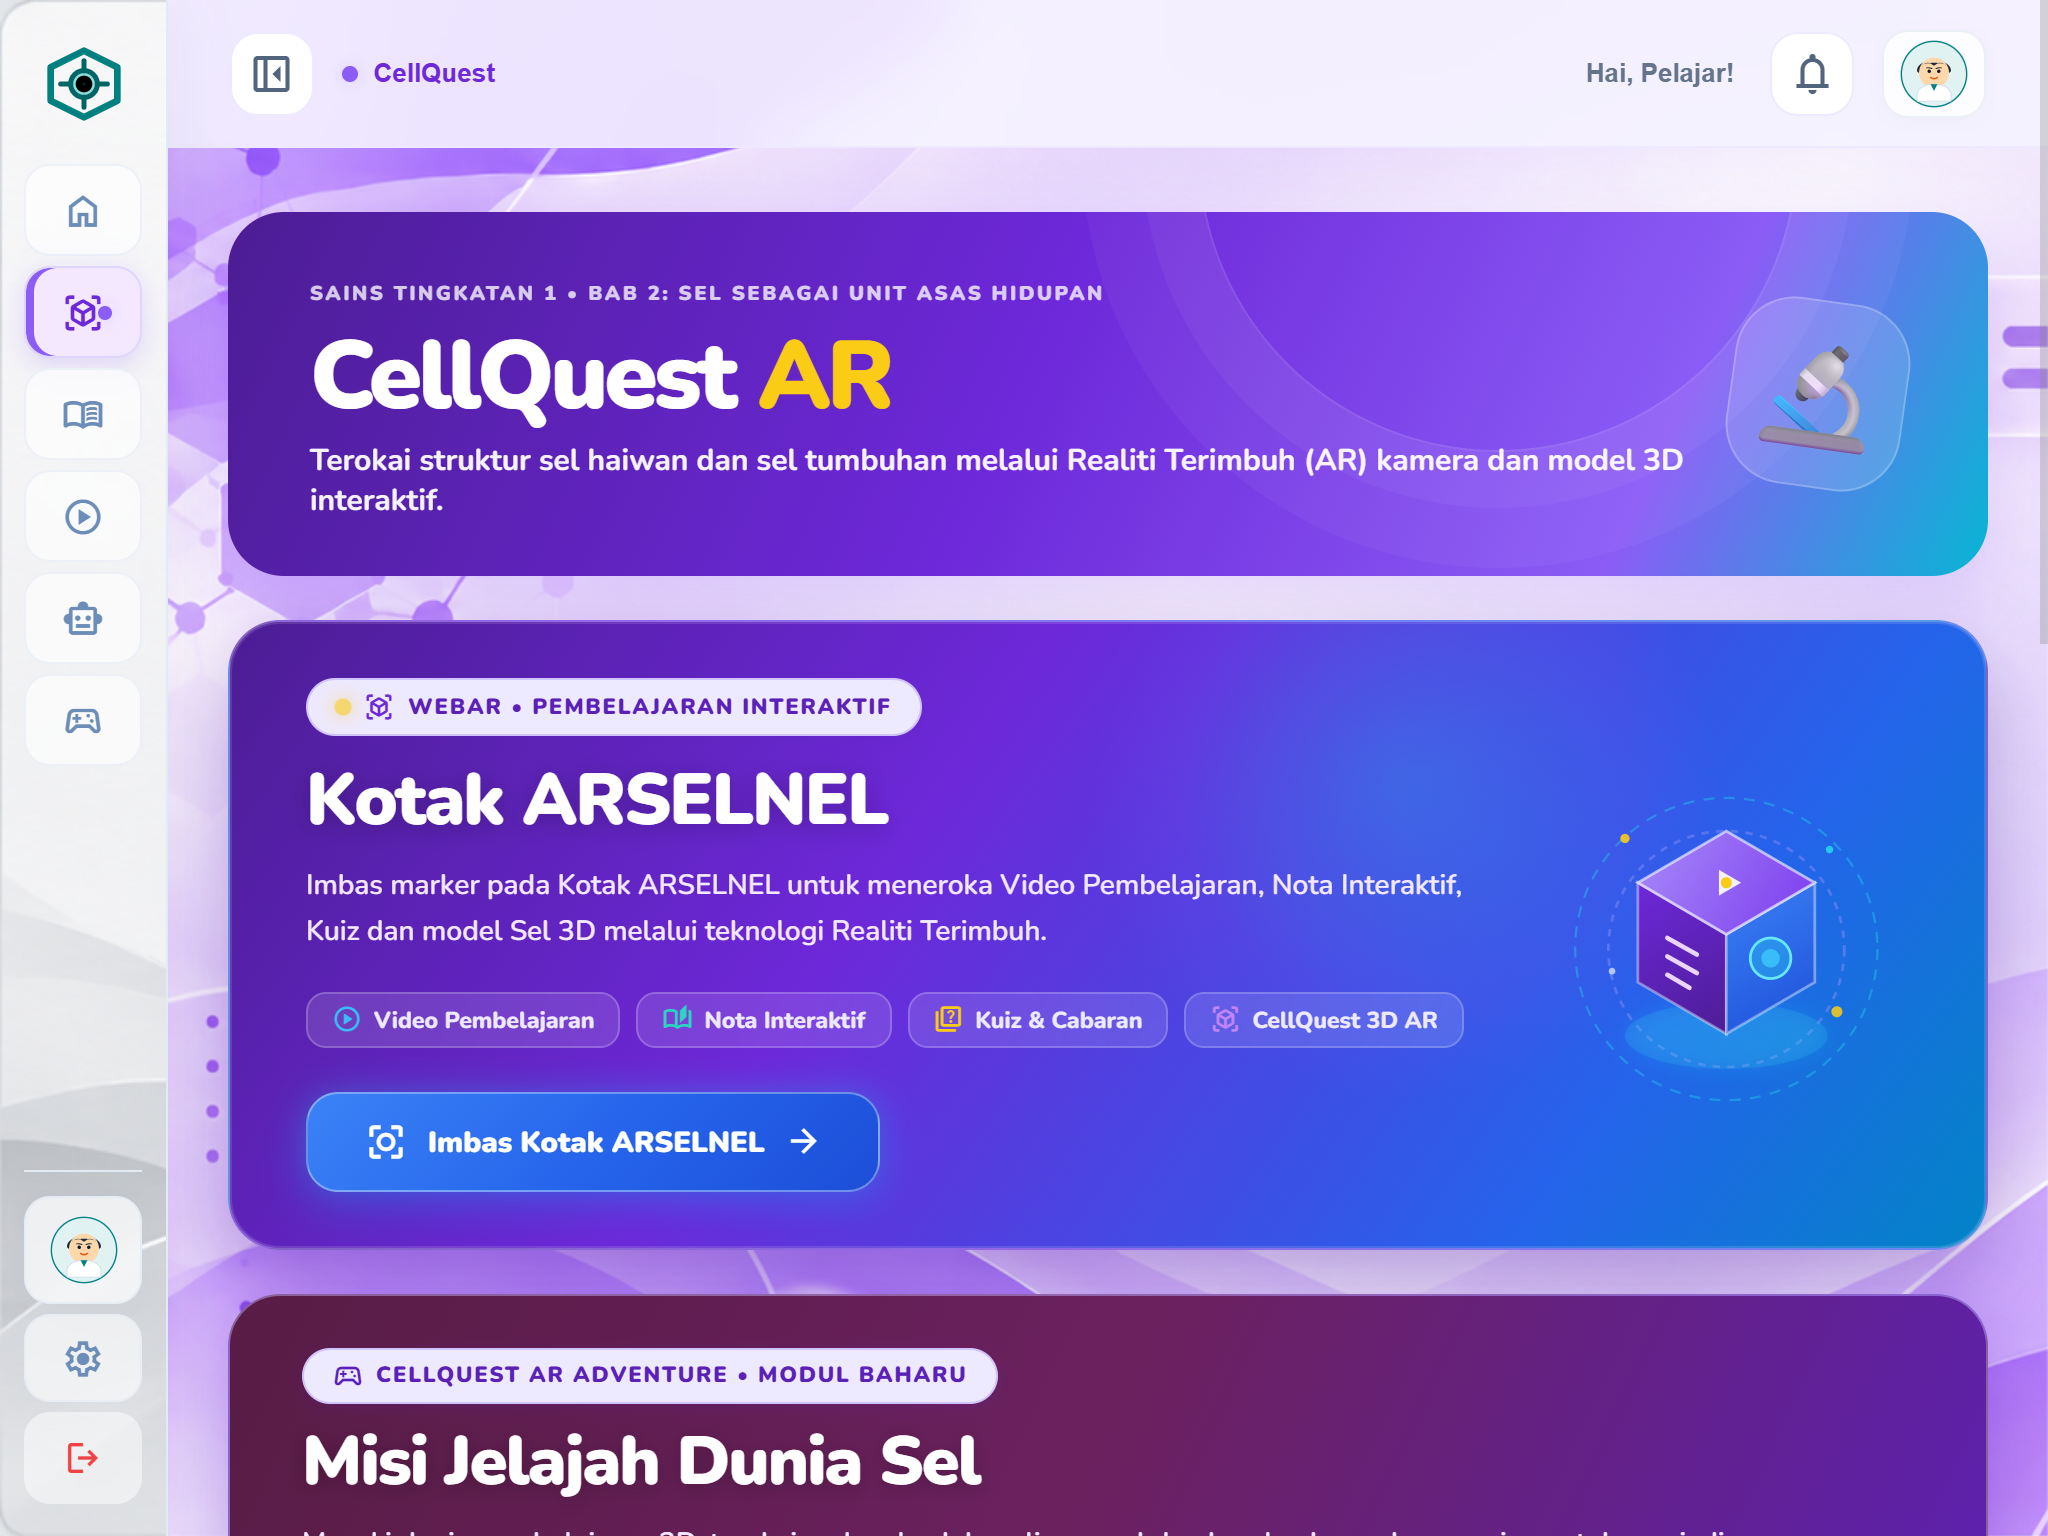 CellQuest
Hai, Pelajar!
SAINS TINGKATAN 1 • BAB 2: SEL SEBAGAI UNIT ASAS HIDUPAN
CellQuest AR
Terokai struktur sel haiwan dan sel tumbuhan melalui Realiti Terimbuh (AR) kamera dan model 3D
interaktif.
WEBAR • PEMBELAJARAN INTERAKTIF
Kotak ARSELNEL
Imbas marker pada Kotak ARSELNEL untuk meneroka Video Pembelajaran, Nota Interaktif,
Kuiz dan model Sel 3D melalui teknologi Realiti Terimbuh.
Video Pembelajaran
Nota Interaktif
Kuiz & Cabaran
CellQuest 3D AR
Imbas Kotak ARSELNEL
CELLQUEST AR ADVENTURE • MODUL BAHARU
Misi Jelajah Dunia Sel